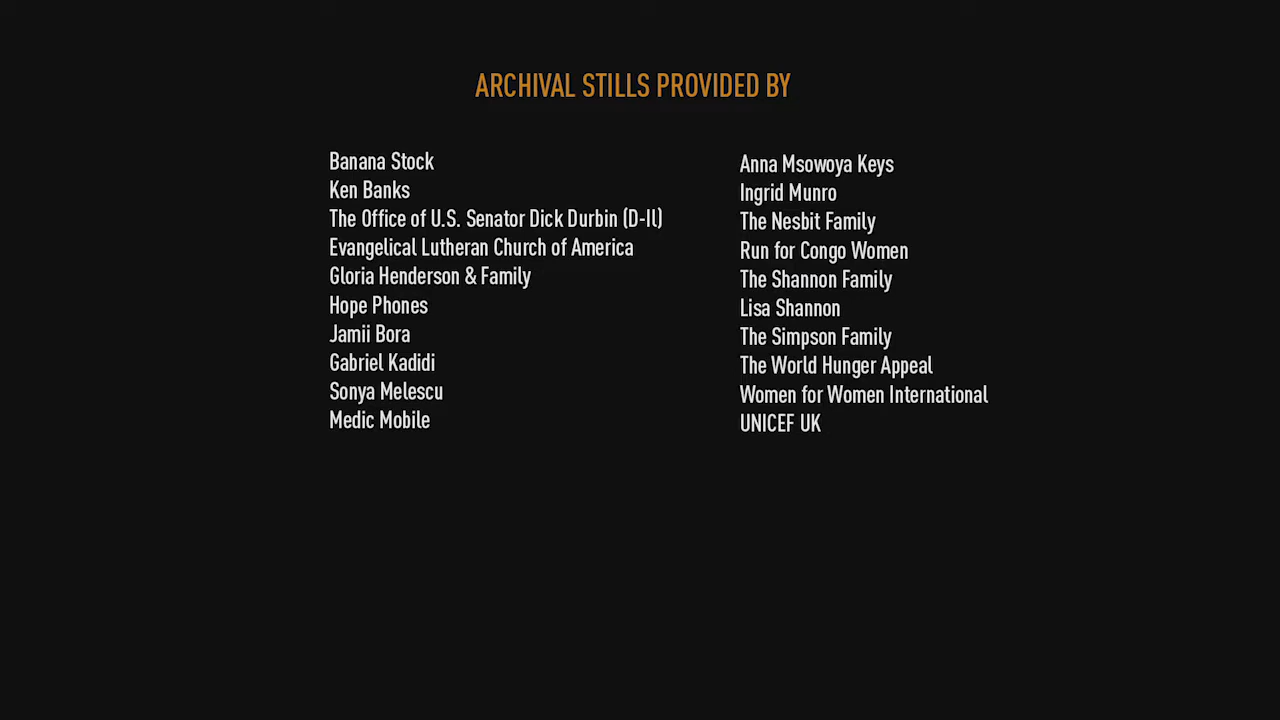 ARCHIVAL STILLS PROVIDED BY
Banana Stock
Ken Banks
The Office of U.S. Senator Dick Durbin (D-Il)
Evangelical Lutheran Church of America
Gloria Henderson & Family
Hope Phones
Jamii Bora
Gabriel Kadidi
Sonya Melescu
Medic Mobile
Anna Msowoya Keys
Ingrid Munro
The Nesbit Family
Run for Congo Women
The Shannon Family
Lisa Shannon
The Simpson Family
The World Hunger Appeal
Women for Women International
UNICEF UK